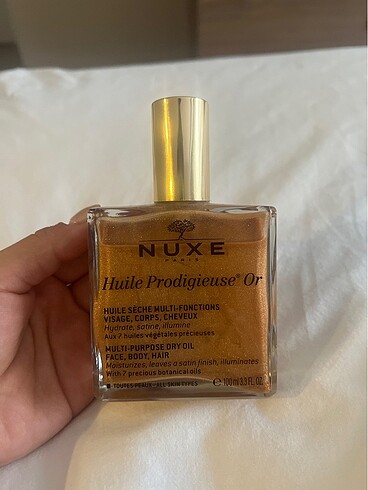 NUXE
PARIS
Huile Prodigieuse® Or
HUILE SÈCHE MULTI-FONCTIONS
VISAGE, CORPS, CHEVEUX
Hydrate, satine, illumine
Aux 7 huiles végétales précieuses
MULTI-PURPOSE DRY OIL
FACE, BODY, HAIR
Moisturizes, leaves a satin finish, illuminates
With 7 precious botanical oils
TOUTES PEAUX - ALL SKIN TYPES
100 ml 3.3 FL.OZ.